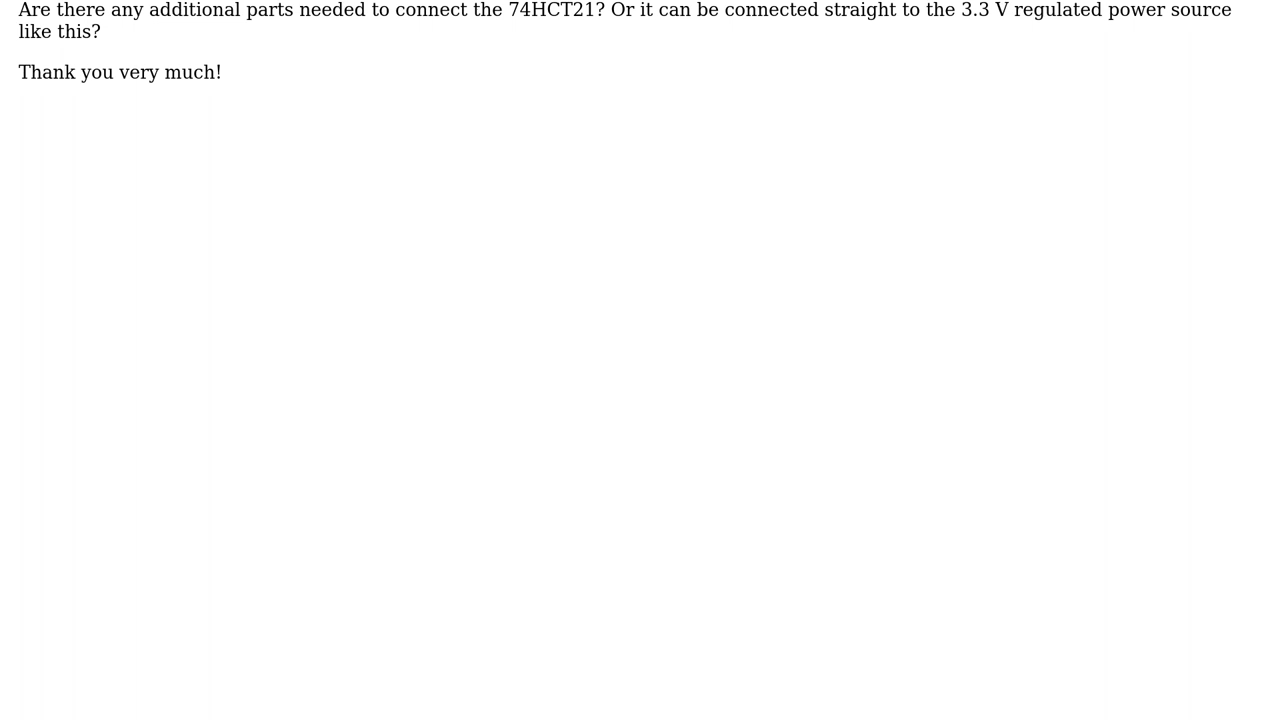 Are there any additional parts needed to connect the 74HCT21? Or it can be connected straight to the 3.3 V regulated power source
like this?
Thank you very much!